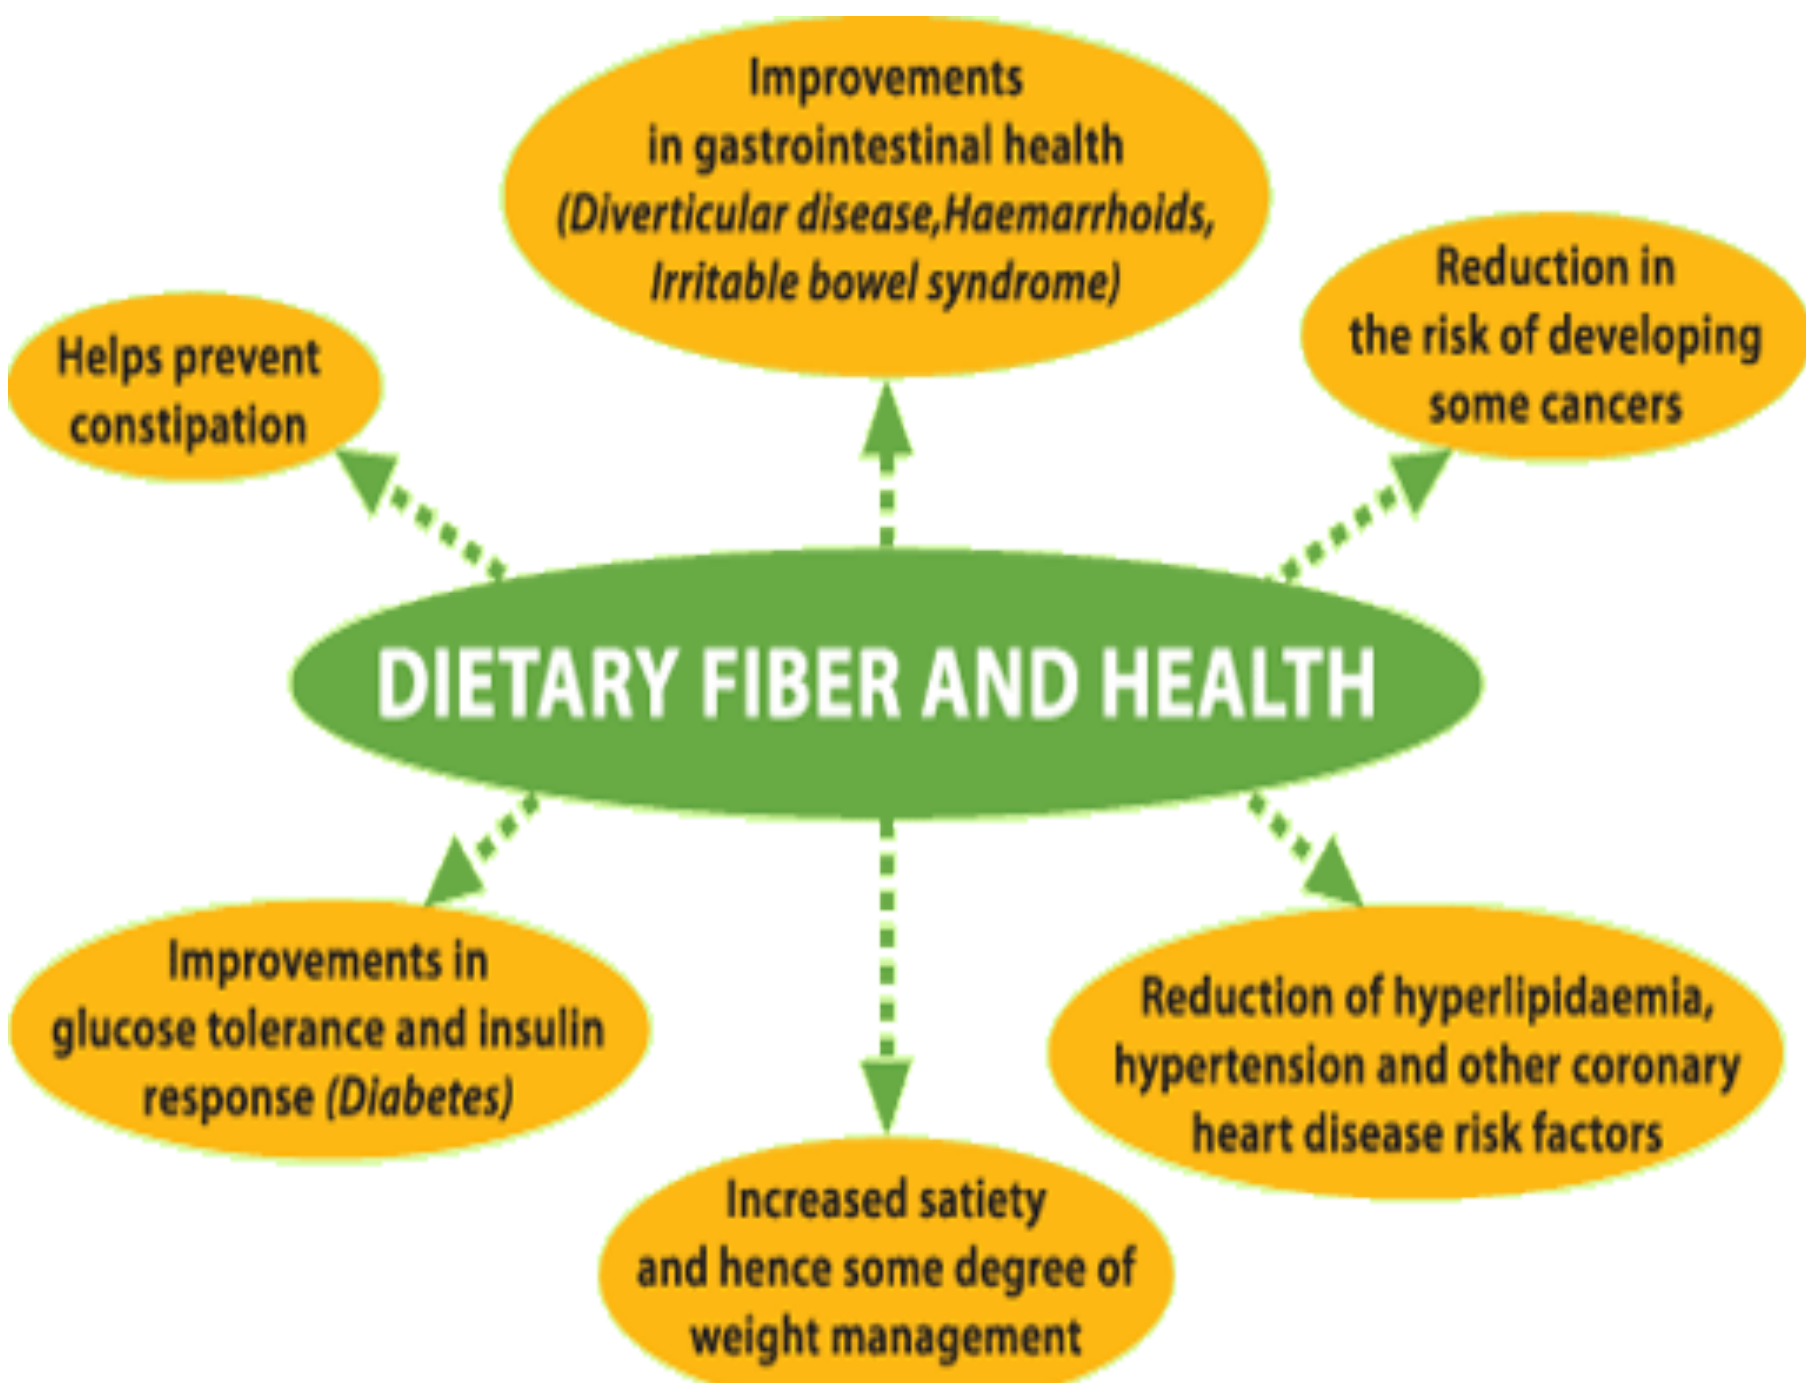 Improvements
in gastrointestinal health
(Diverticular disease,Haemarrhoids,
Irritable bowel syndrome)
Reduction in
the risk of developing
some cancers
Helps prevent
constipation
DIETARY FIBER AND HEALTH
Improvements in
glucose tolerance and insulin
response (Diabetes)
Reduction of hyperlipidaemia,
hypertension and other coronary
heart disease risk factors
Increased satiety
and hence some degree of
weight management